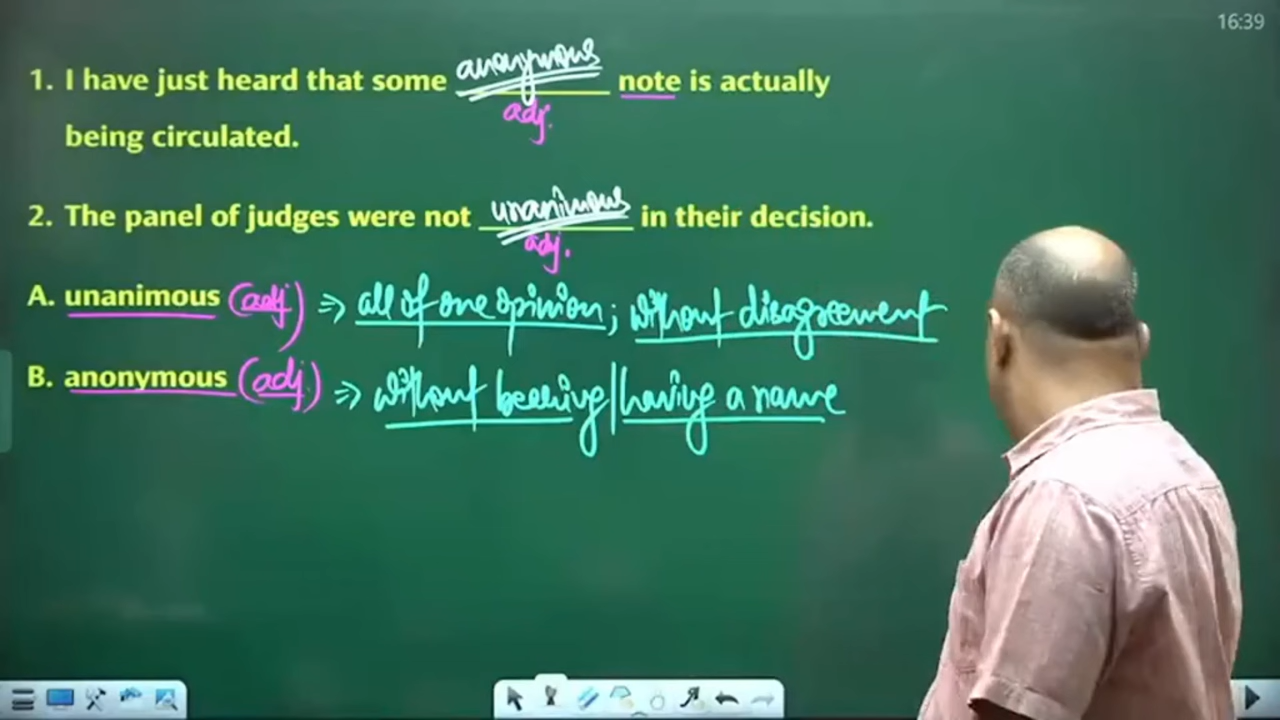 16:39
1. I have just heard that some anonymous note is actually
adj.
being circulated.
2. The panel of judges were not unanimous in their decision.
adj.
A. unanimous (adj) ⇒ all of one opinion; without disagreement
B. anonymous (adj.) ⇒ without bearing/having a name